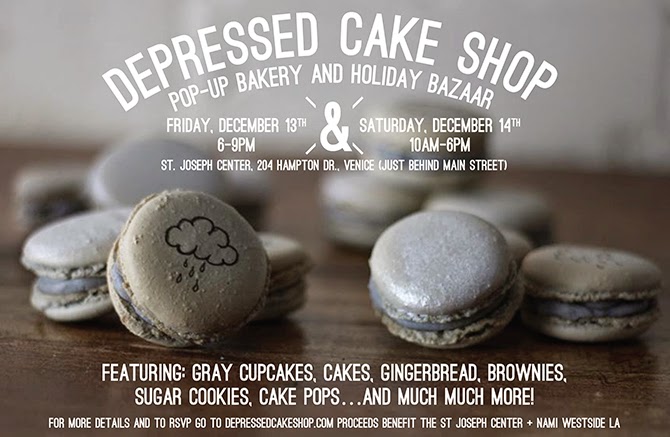 DEPRESSED CAKE SHOP
POP-UP BAKERY AND HOLIDAY BAZAAR
FRIDAY, DECEMBER 13TH
6-9PM
&
SATURDAY, DECEMBER 14TH
10AM-6PM
ST. JOSEPH CENTER, 204 HAMPTON DR., VENICE (JUST BEHIND MAIN STREET)
FEATURING: GRAY CUPCAKES, CAKES, GINGERBREAD, BROWNIES,
SUGAR COOKIES, CAKE POPS...AND MUCH MUCH MORE!
FOR MORE DETAILS AND TO RSVP GO TO DEPRESSEDCAKESHOP.COM PROCEEDS BENEFIT THE ST JOSEPH CENTER + NAMI WESTSIDE LA